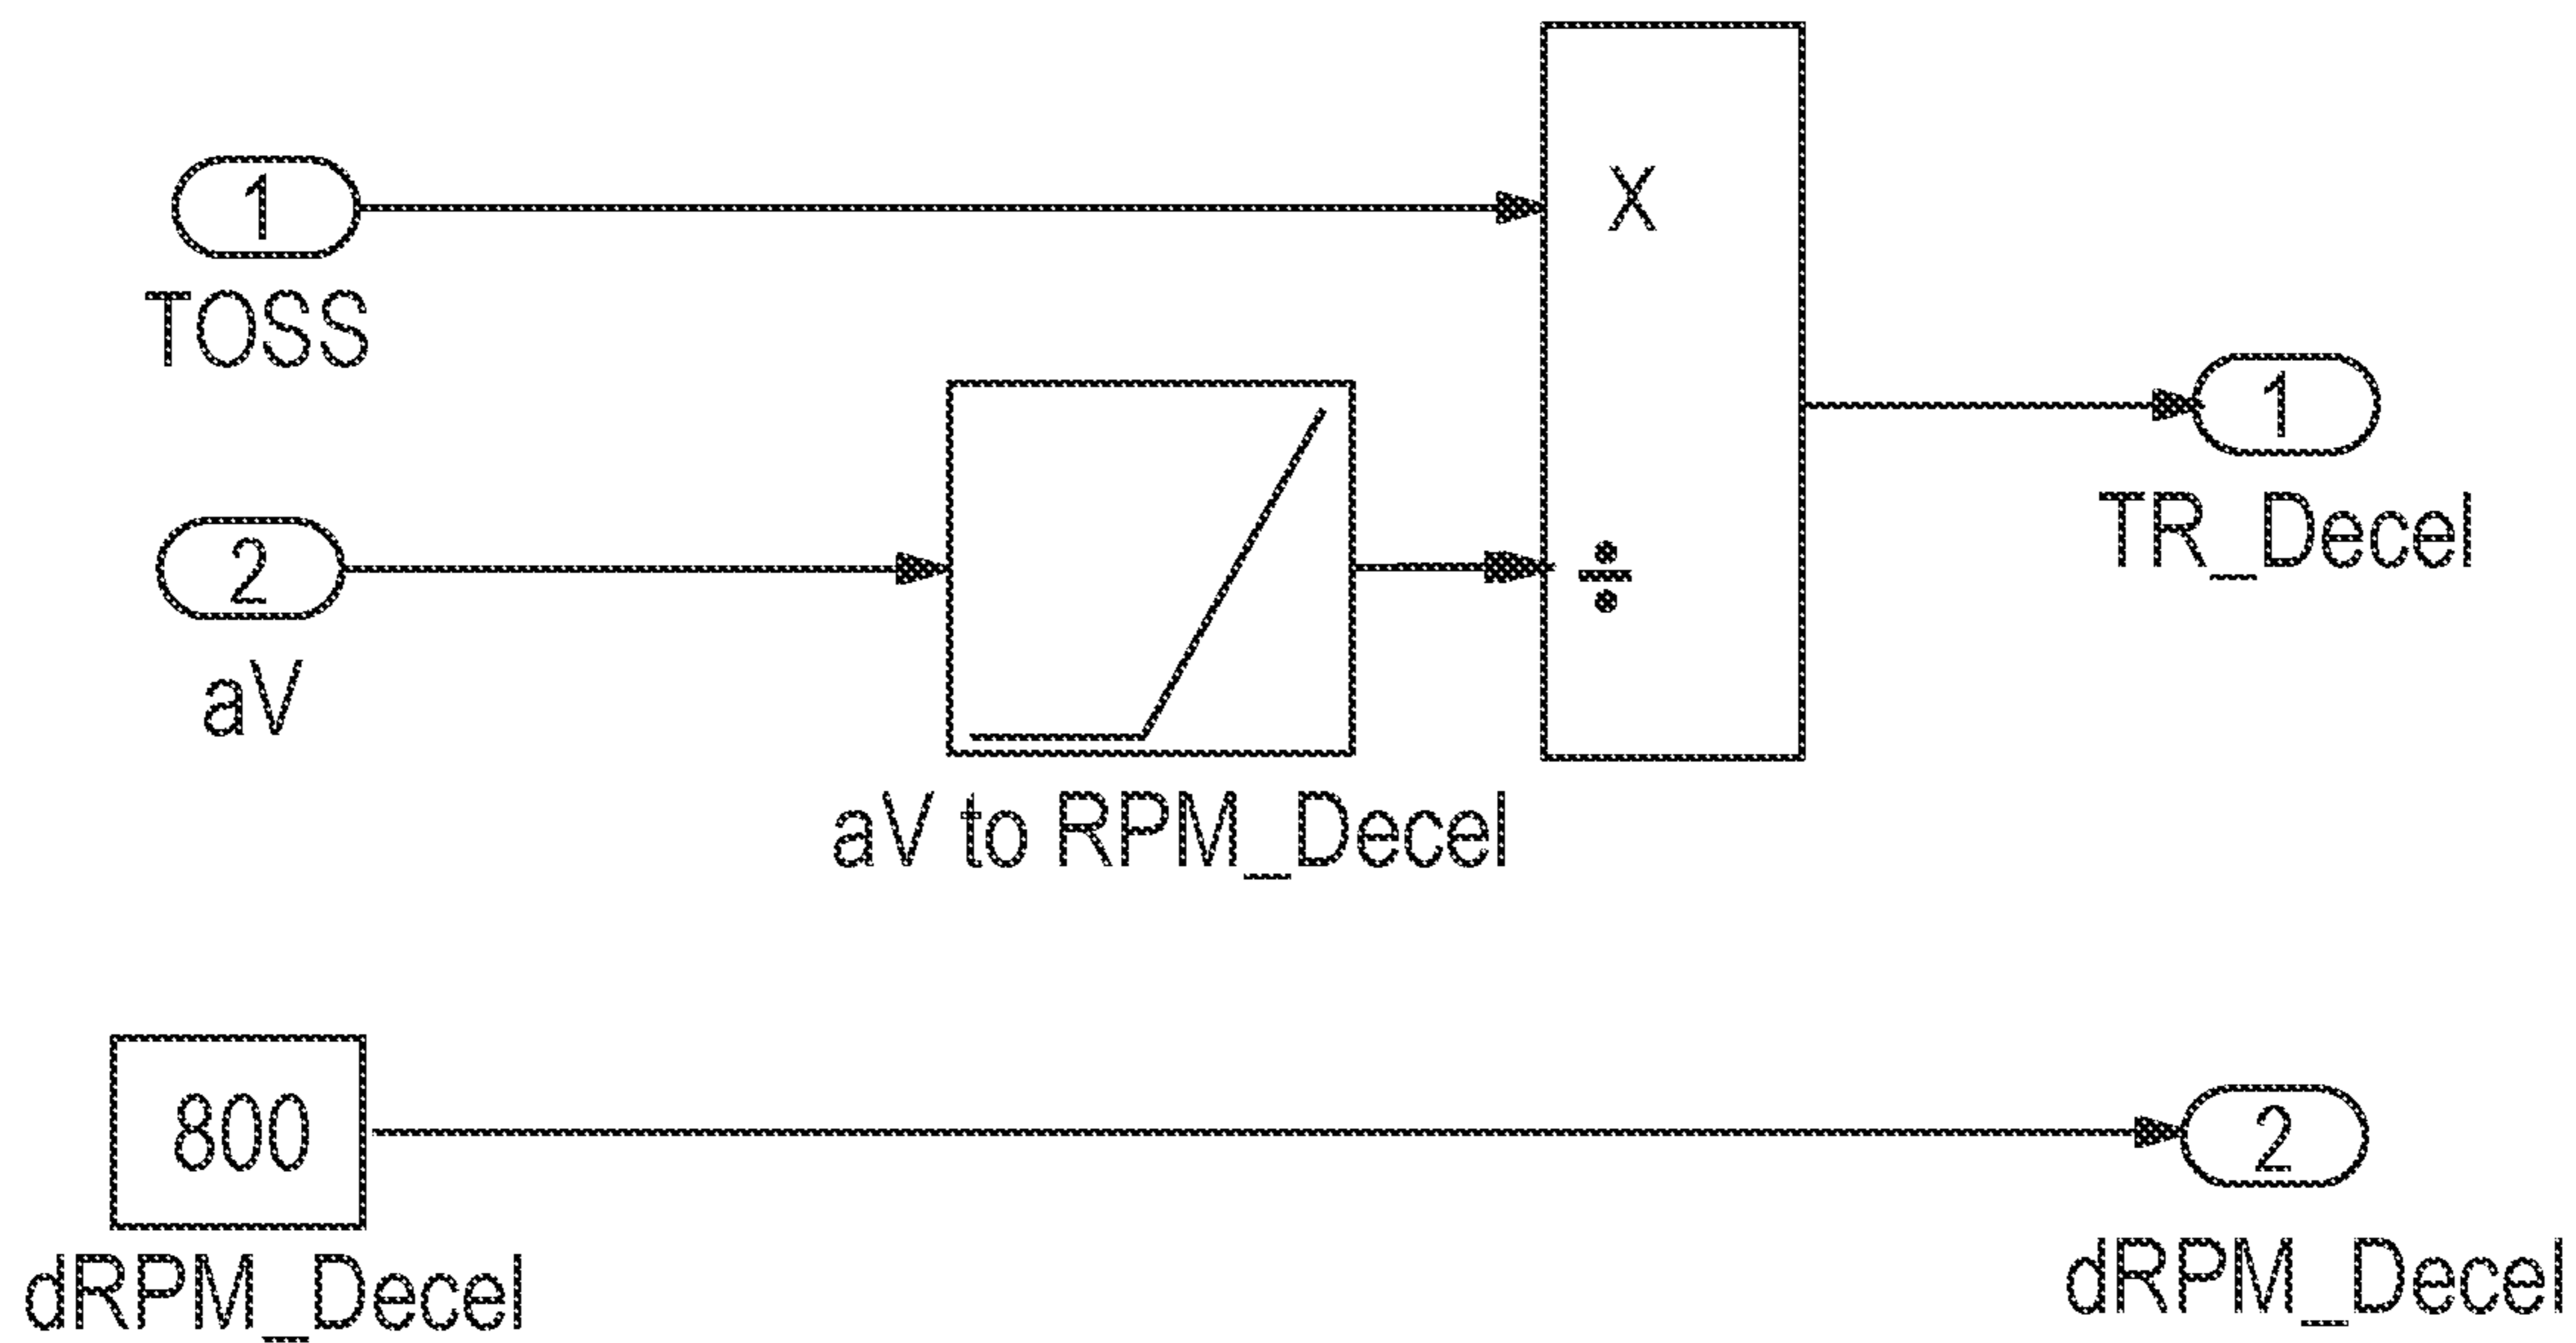 1
TOSS
X
1
TR_Decel
2
aV
÷
aV to RPM_Decel
800
dRPM_Decel
2
dRPM_Decel